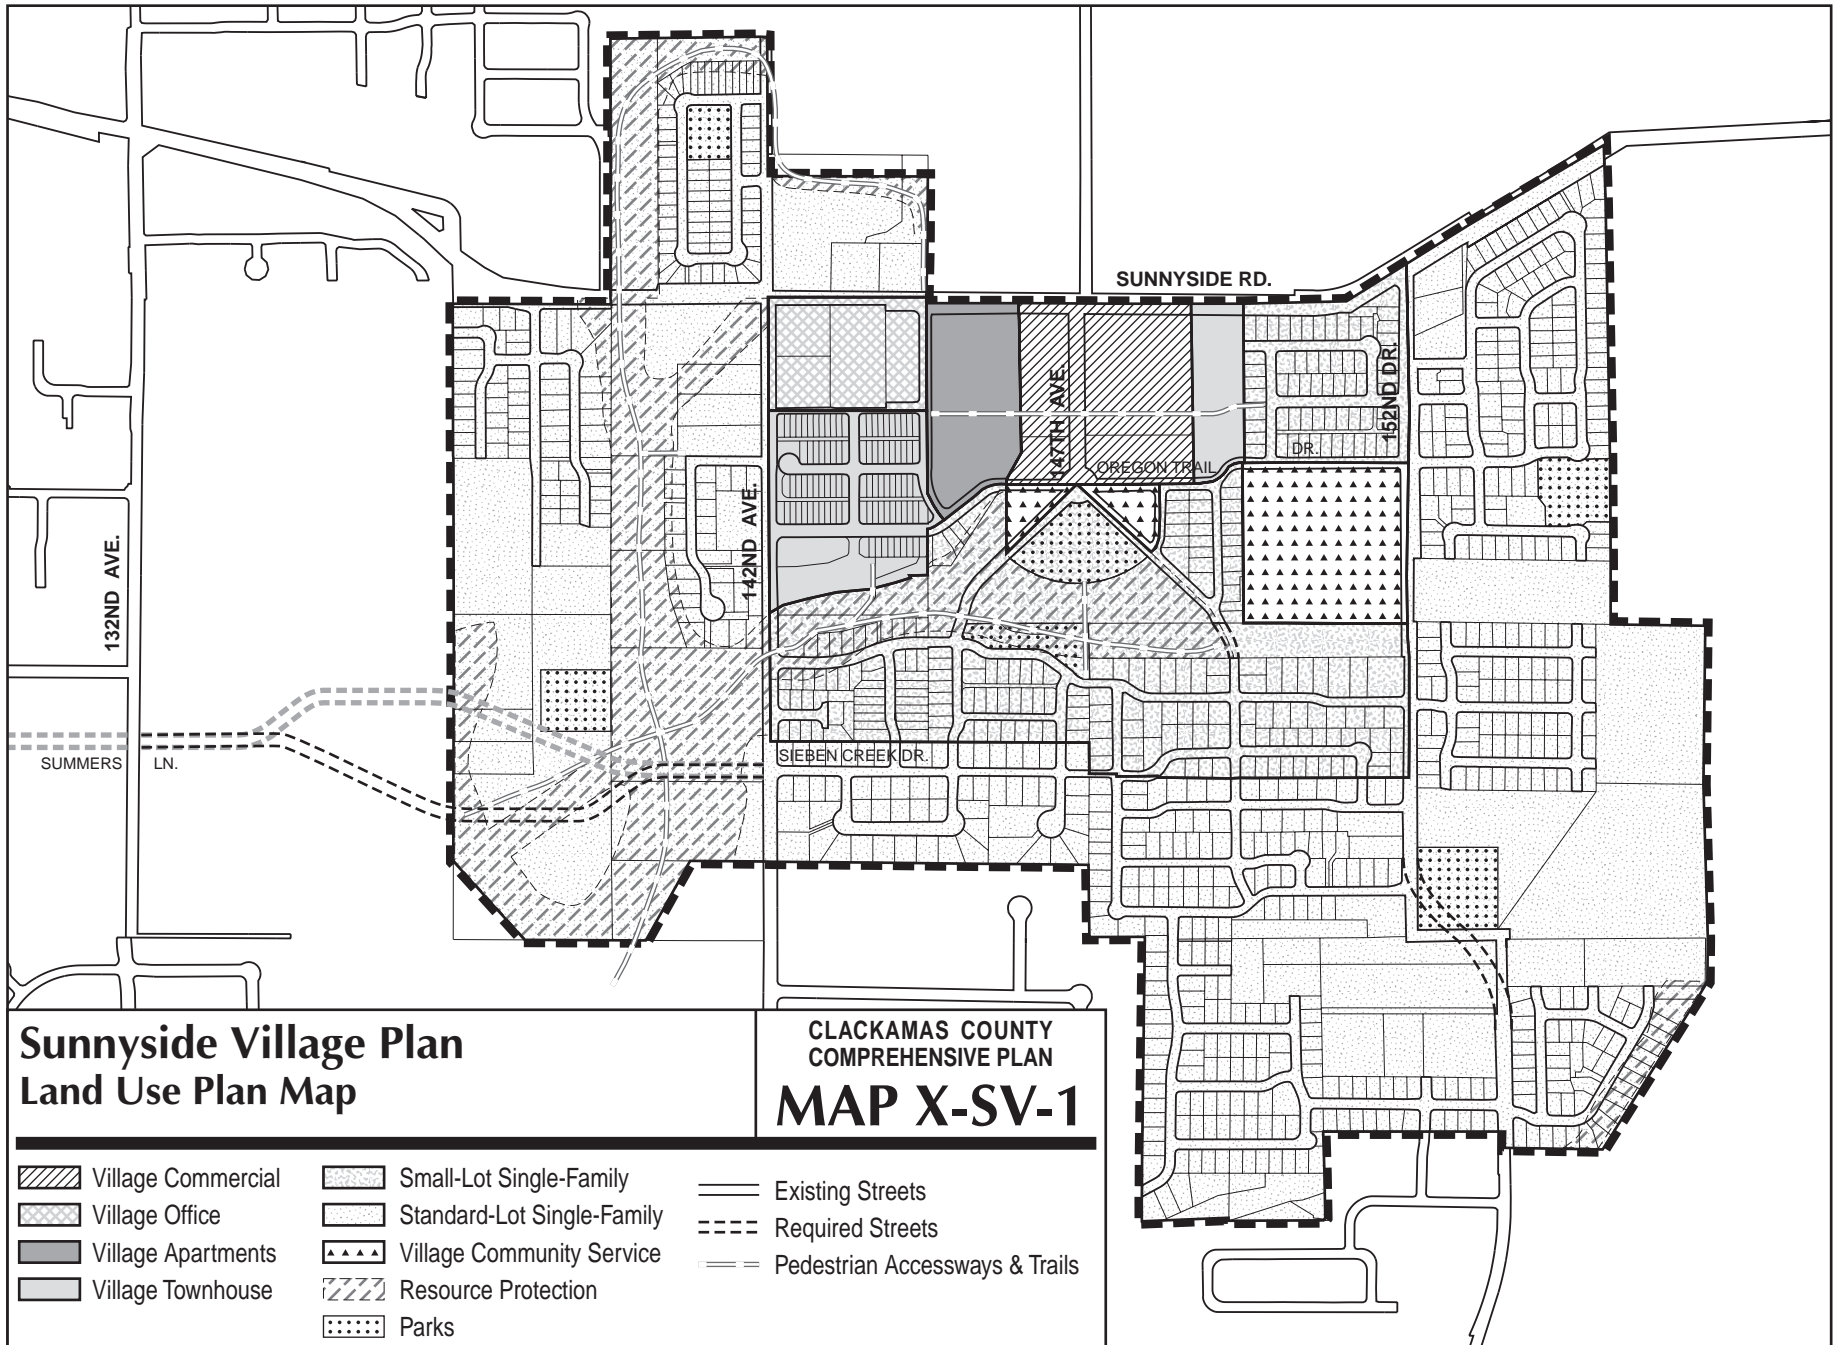 SUNNYSIDE RD.
152ND DR.
147TH AVE.
DR.
OREGON TRAIL
142ND AVE.
132ND AVE.
SIEBEN CREEK DR.
SUMMERS LN.
Sunnyside Village Plan
Land Use Plan Map
CLACKAMAS COUNTY
COMPREHENSIVE PLAN
MAP X-SV-1
Village Commercial
Village Office
Village Apartments
Village Townhouse
Small-Lot Single-Family
Standard-Lot Single-Family
Village Community Service
Resource Protection
Parks
Existing Streets
Required Streets
Pedestrian Accessways & Trails